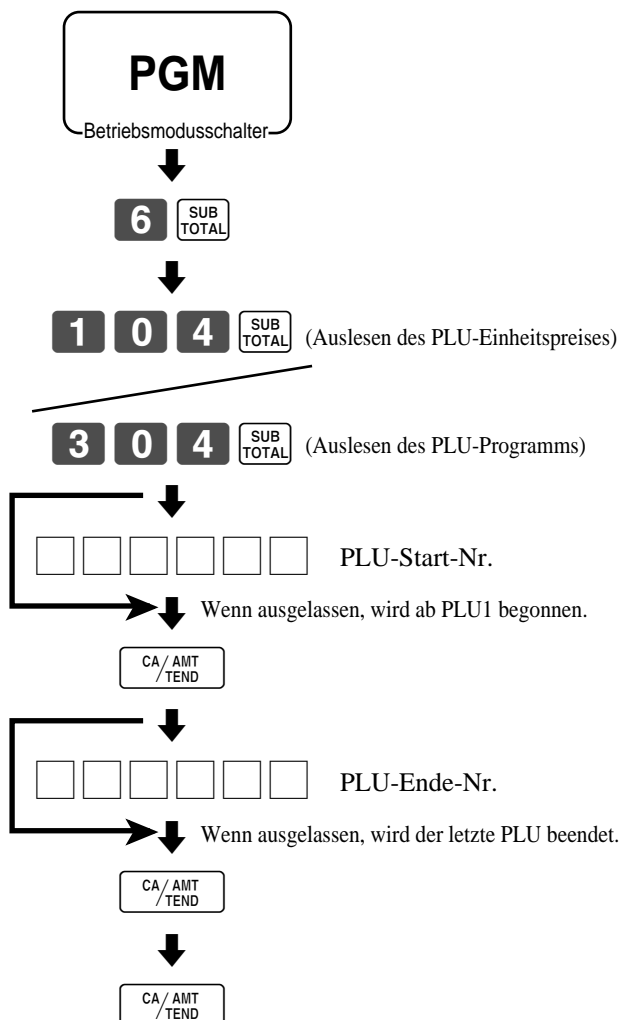 PGM
Betriebsmodusschalter
6 SUB TOTAL
1 0 4 SUB TOTAL (Auslesen des PLU-Einheitspreises)
3 0 4 SUB TOTAL (Auslesen des PLU-Programms)
PLU-Start-Nr.
Wenn ausgelassen, wird ab PLU1 begonnen.
CA/AMT TEND
PLU-Ende-Nr.
Wenn ausgelassen, wird der letzte PLU beendet.
CA/AMT TEND
CA/AMT TEND